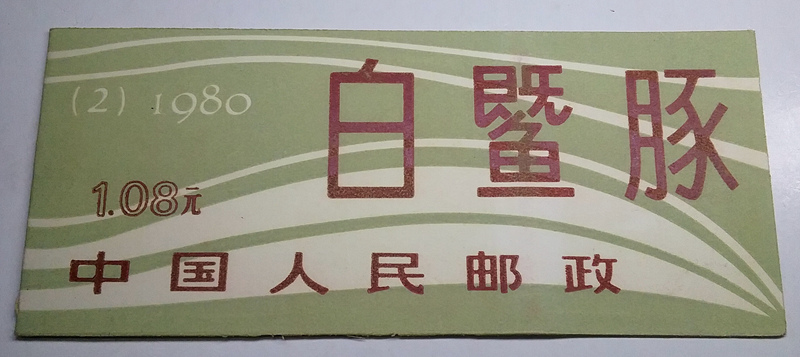 (2) 1980
白鱀豚
1.08元
中国人民邮政